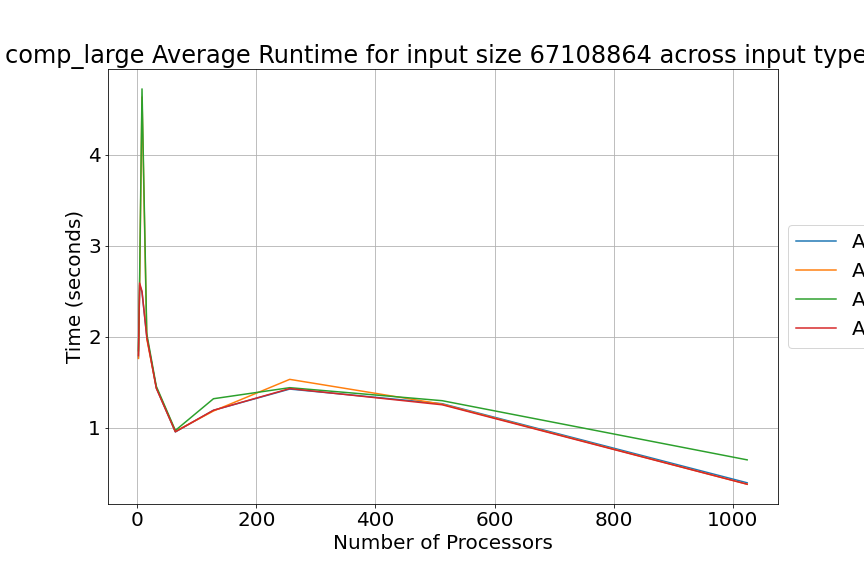 comp_large Average Runtime for input size 67108864 across input type
4
3
2
1
Time (seconds)
0 200 400 600 800 1000
Number of Processors
A
A
A
A